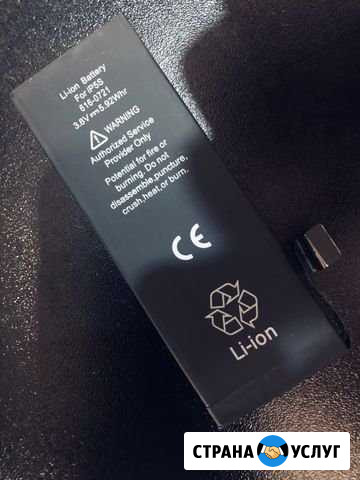 Li-ion Battery
For IP5S
616-0721
3.8V⎓5.92Whr
WARNING
Authorized Service
Provider Only
Potential for fire or
burning. Do not
disassemble,puncture,
crush,heat,or burn.
CE
Li-ion
СТРАНА УСЛУГ